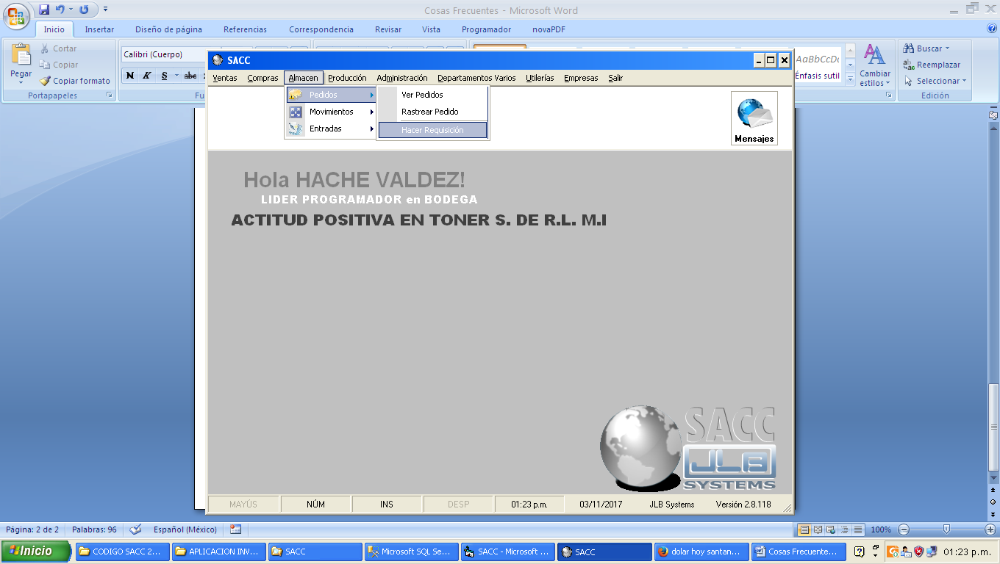 Cosas Frecuentes - Microsoft Word
Inicio Insertar Diseño de página Referencias Correspondencia Revisar Vista Programador novaPDF
Pegar
Cortar
Copiar
Copiar formato
Portapapeles
Calibri (Cuerpo)
N K S abc
Fu
AaBbCcD
Énfasis sutil
Cambiar estilos
Buscar
Reemplazar
Seleccionar
Edición
SACC
Ventas Compras Almacen Producción Administración Departamentos Varios Utilerías Empresas Salir
Pedidos
Movimientos
Entradas
Ver Pedidos
Rastrear Pedido
Hacer Requisición
Mensajes
Hola HACHE VALDEZ!
LIDER PROGRAMADOR en BODEGA
ACTITUD POSITIVA EN TONER S. DE R.L. M.I
SACC
JLB
SYSTEMS
MAYÚS NÚM INS DESP 01:23 p.m. 03/11/2017 JLB Systems Versión 2.8.118
Página: 2 de 2 Palabras: 96 Español (México) 100%
Inicio CODIGO SACC 2... APLICACION INV... SACC Microsoft SQL Se... SACC - Microsoft ... SACC dolar hoy santan... Cosas Frecuente... 01:23 p.m.